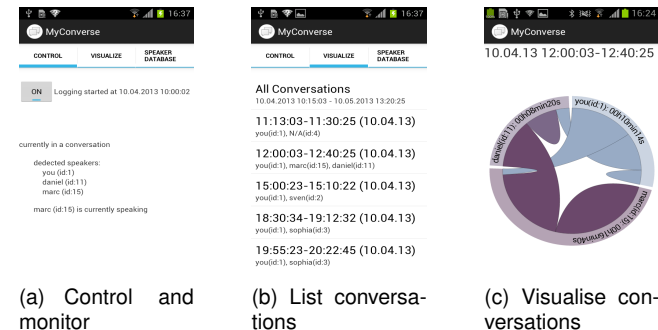 16:37
MyConverse
CONTROL
VISUALIZE
SPEAKER
DATABASE
ON
Logging started at 10.04.2013 10:00:02
currently in a conversation
dedected speakers:
you (id:1)
daniel (id:11)
marc (id:15)
marc (id:15) is currently speaking
(a) Control and
monitor
16:37
MyConverse
CONTROL
VISUALIZE
SPEAKER
DATABASE
All Conversations
10.04.2013 10:15:03 - 10.05.2013 13:20:25
11:13:03-11:30:25 (10.04.13)
you(id:1), N/A(id:4)
12:00:03-12:40:25 (10.04.13)
you(id:1), marc(id:15), daniel(id:11)
15:00:23-15:10:22 (10.04.13)
you(id:1), sven(id:2)
18:30:34-19:12:32 (10.04.13)
you(id:1), sophia(id:3)
19:55:23-20:22:45 (10.04.13)
you(id:1), sophia(id:3)
(b) List conversa-
tions
16:24
MyConverse
10.04.13 12:00:03-12:40:25
daniel(id:11): 00h08min20s
you(id:1): 00h10min14s
marc(id:15): 00h16min40s
(c) Visualise con-
versations